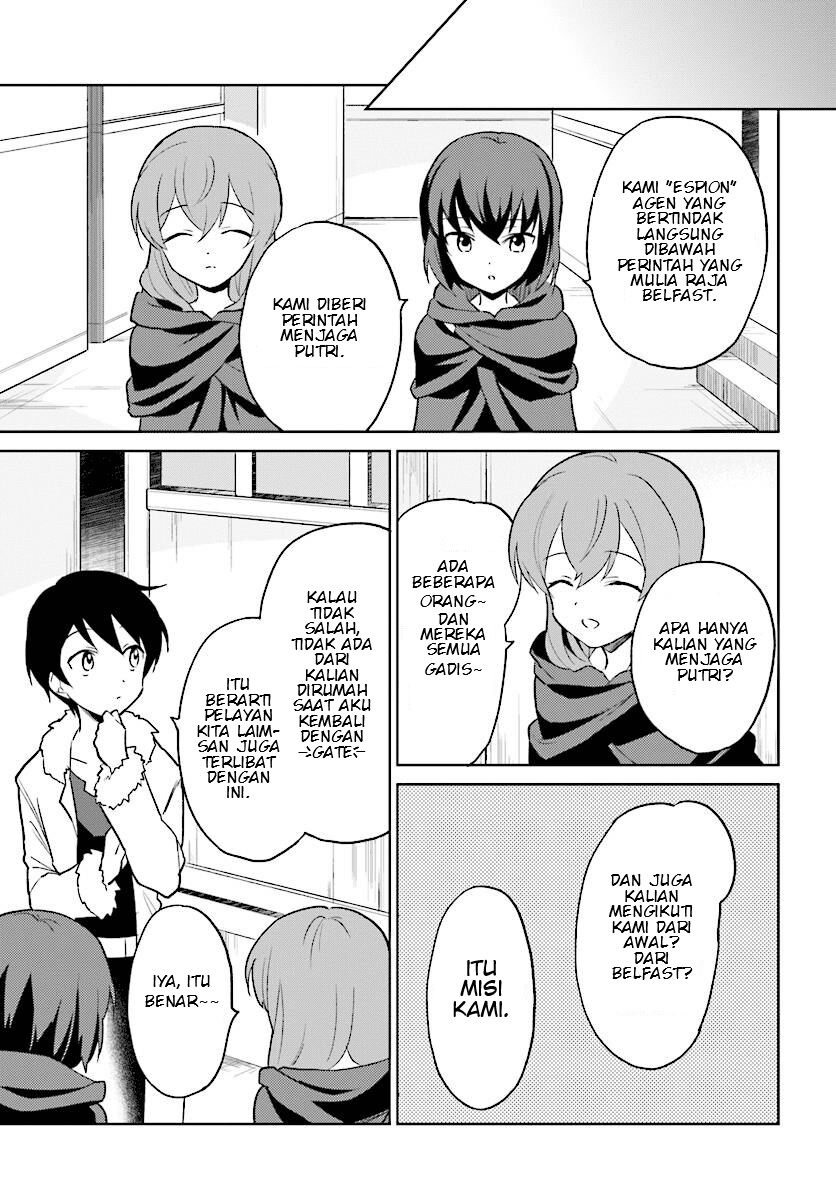 KAMI "ESPION"
AGEN YANG
BERTINDAK
LANGSUNG
DIBAWAH
PERINTAH YANG
MULIA RAJA
BELFAST.
KAMI DIBERI
PERINTAH
MENJAGA
PUTRI.
APA HANYA
KALIAN YANG
MENJAGA
PUTRI?
ADA
BEBERAPA
ORANG~
DAN
MEREKA
SEMUA
GADIS~
DAN JUGA
KALIAN
MENGIKUTI
KAMI DARI
AWAL?
DARI
BELFAST?
ITU
MISI
KAMI.
KALAU
TIDAK
SALAH,
TIDAK ADA
DARI
KALIAN
DIRUMAH
SAAT AKU
KEMBALI
DENGAN
>GATE<
ITU
BERARTI
PELAYAN
KITA LAIM-
SAN JUGA
TERLIBAT
DENGAN
INI.
IYA, ITU
BENAR~~